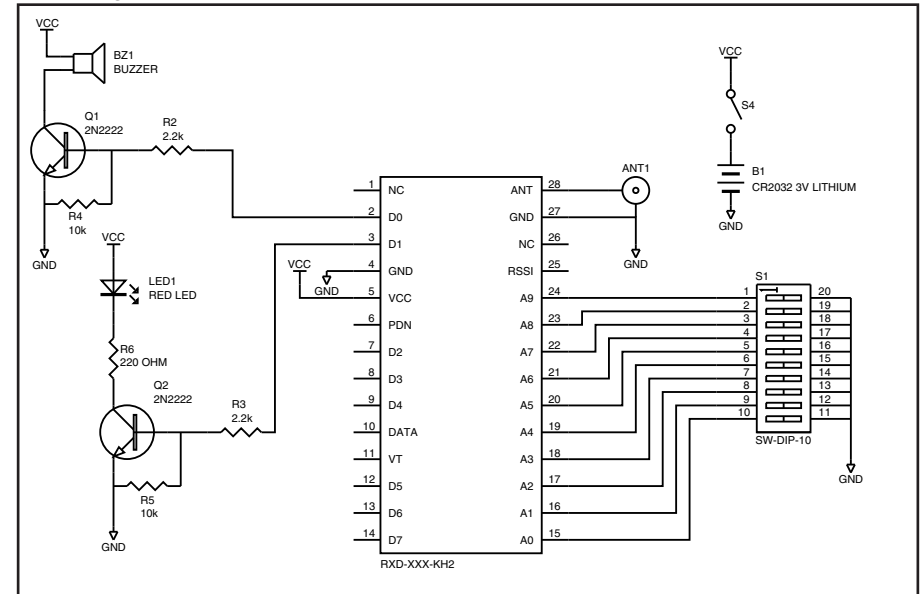 VCC
BZ1
BUZZER
Q1
2N2222
R2
2.2k
R4
10k
GND
VCC
LED1
RED LED
R6
220 OHM
Q2
2N2222
R3
2.2k
R5
10k
GND
VCC
GND
1 NC
2 D0
3 D1
4 GND
5 VCC
6 PDN
7 D2
8 D3
9 D4
10 DATA
11 VT
12 D5
13 D6
14 D7
ANT 28
GND 27
NC 26
RSSI 25
A9 24
A8 23
A7 22
A6 21
A5 20
A4 19
A3 18
A2 17
A1 16
A0 15
RXD-XXX-KH2
ANT1
GND
VCC
S4
B1
CR2032 3V LITHIUM
GND
S1
1 20
2 19
3 18
4 17
5 16
6 15
7 14
8 13
9 12
10 11
SW-DIP-10
GND